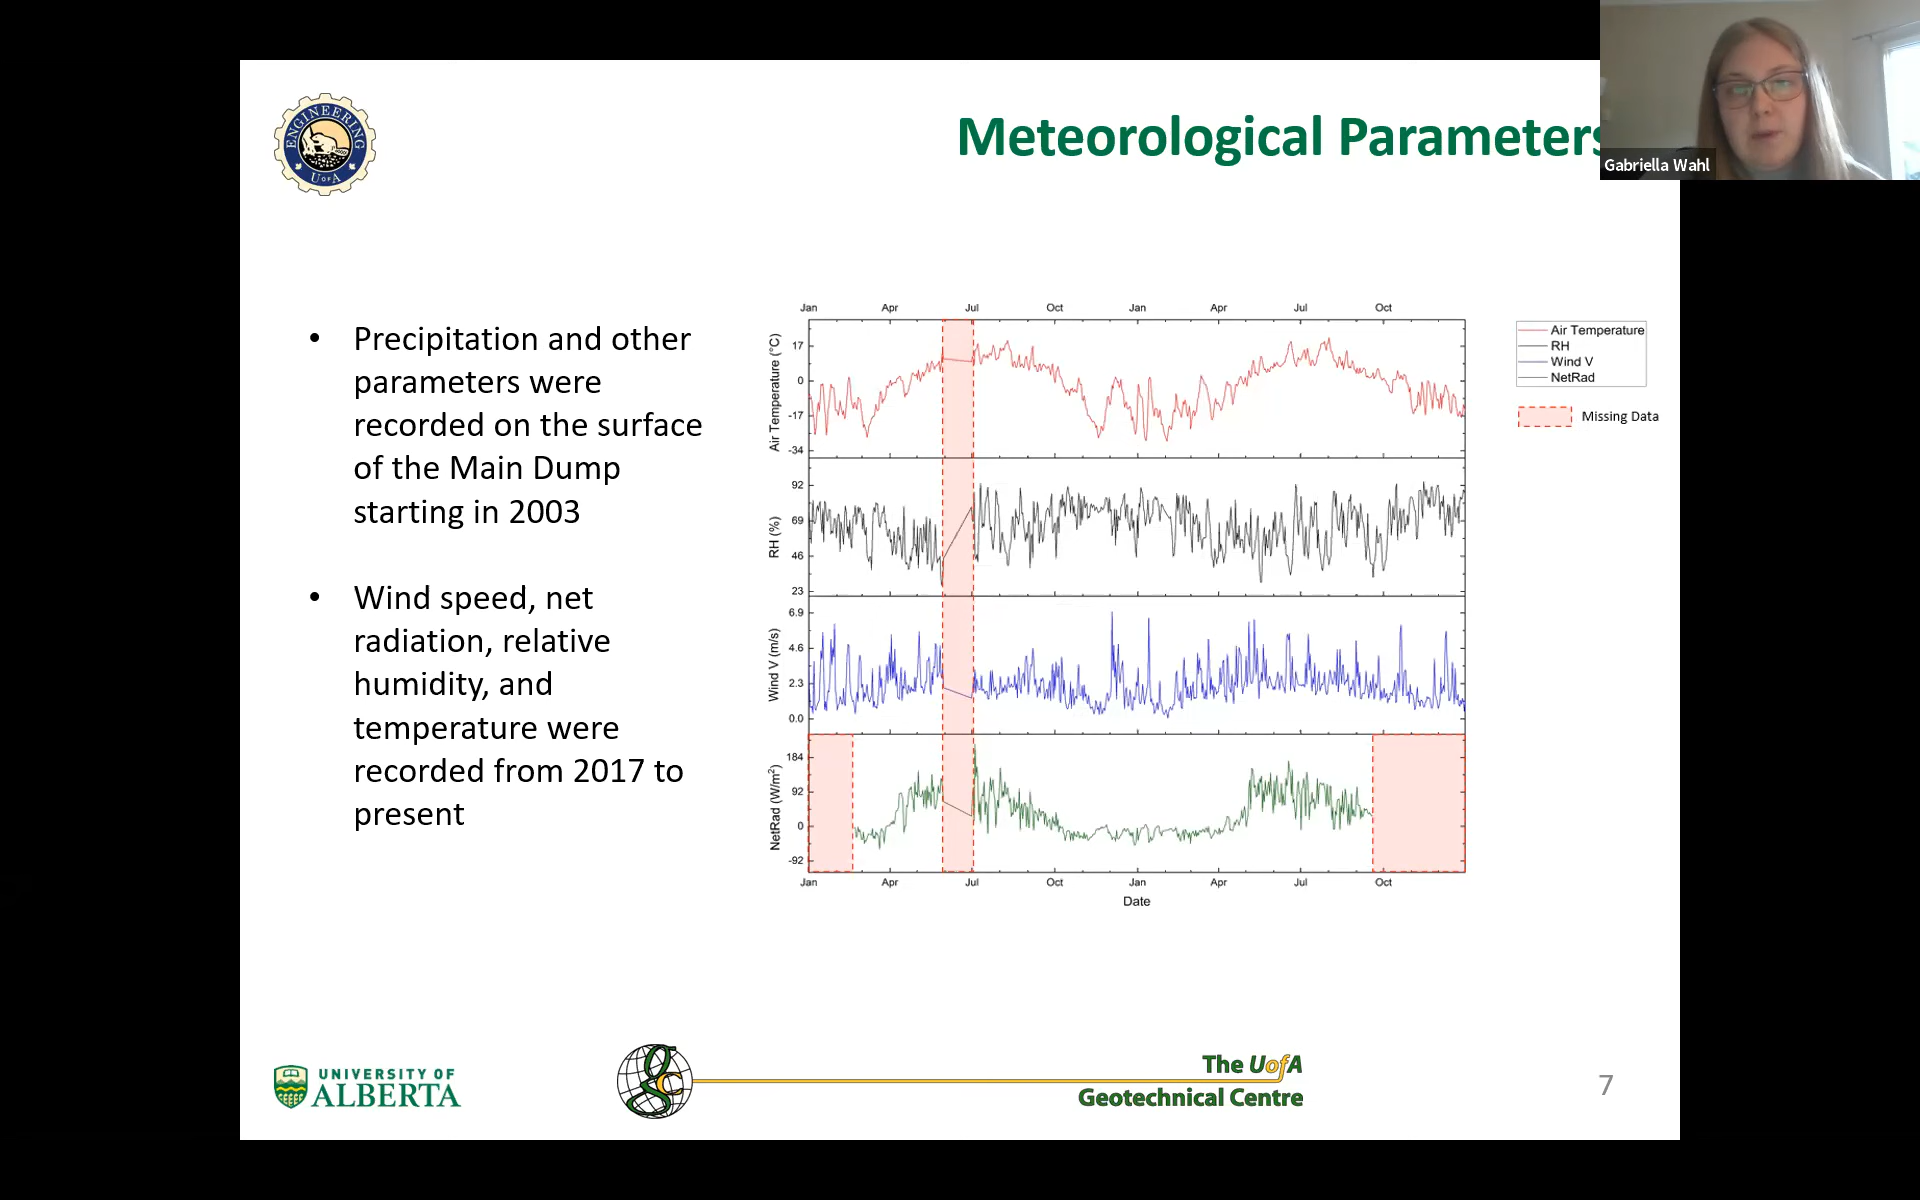 ENGINEERING
U OF A
Meteorological Parameters
Gabriella Wahl
• Precipitation and other
parameters were
recorded on the surface
of the Main Dump
starting in 2003
• Wind speed, net
radiation, relative
humidity, and
temperature were
recorded from 2017 to
present
Jan Apr Jul Oct Jan Apr Jul Oct
Air Temperature (°C)
17
0
-17
-34
RH (%)
92
69
46
23
Wind V (m/s)
6.9
4.6
2.3
0.0
NetRad (W/m²)
184
92
0
-92
Jan Apr Jul Oct Jan Apr Jul Oct
Date
Air Temperature
RH
Wind V
NetRad
Missing Data
UNIVERSITY OF
ALBERTA
gc
The UofA
Geotechnical Centre
7